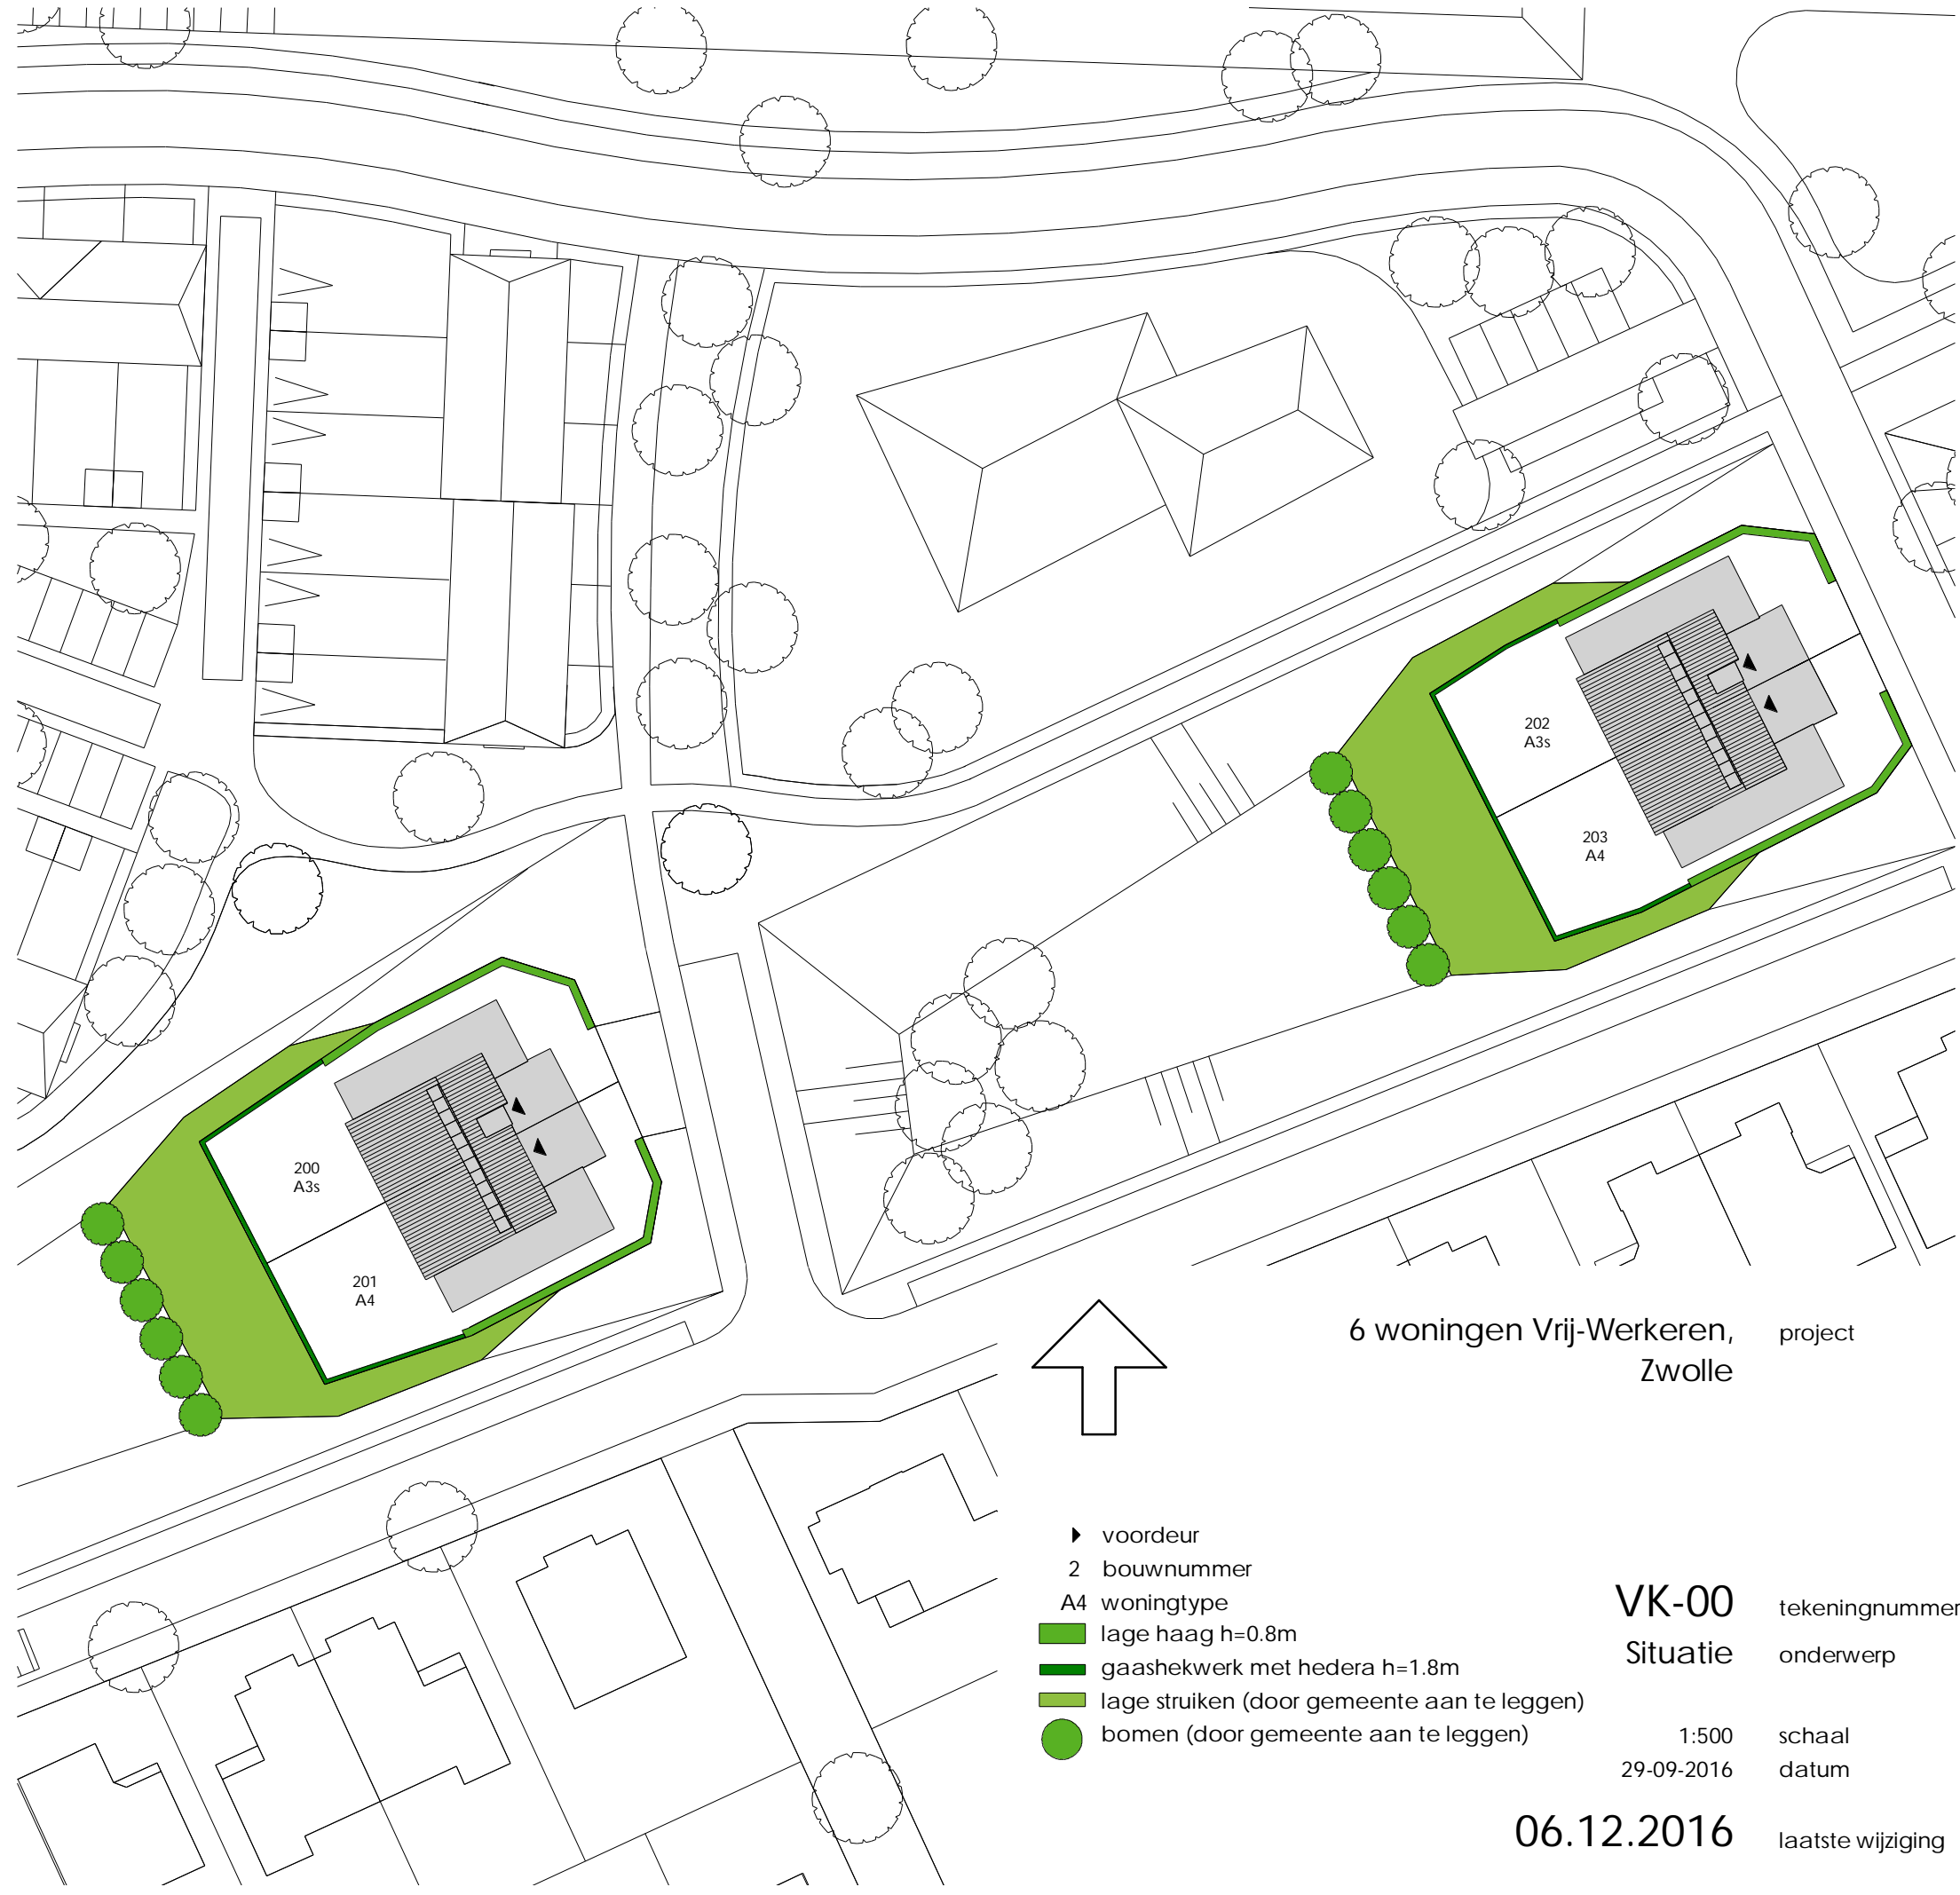 202
A3s
203
A4
200
A3s
201
A4
6 woningen Vrij-Werkeren, project
Zwolle
voordeur
2 bouwnummer
A4 woningtype
lage haag h=0.8m
gaashekwerk met hedera h=1.8m
lage struiken (door gemeente aan te leggen)
bomen (door gemeente aan te leggen)
VK-00 tekeningnummer
Situatie onderwerp
1:500 schaal
29-09-2016 datum
06.12.2016 laatste wijziging